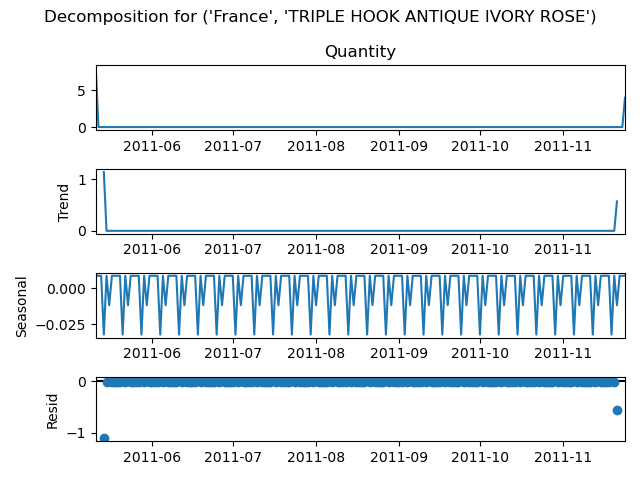 Decomposition for ('France', 'TRIPLE HOOK ANTIQUE IVORY ROSE')
Quantity
5
0
2011-06 2011-07 2011-08 2011-09 2011-10 2011-11
Trend
1
0
2011-06 2011-07 2011-08 2011-09 2011-10 2011-11
Seasonal
0.000
−0.025
2011-06 2011-07 2011-08 2011-09 2011-10 2011-11
Resid
0
−1
2011-06 2011-07 2011-08 2011-09 2011-10 2011-11